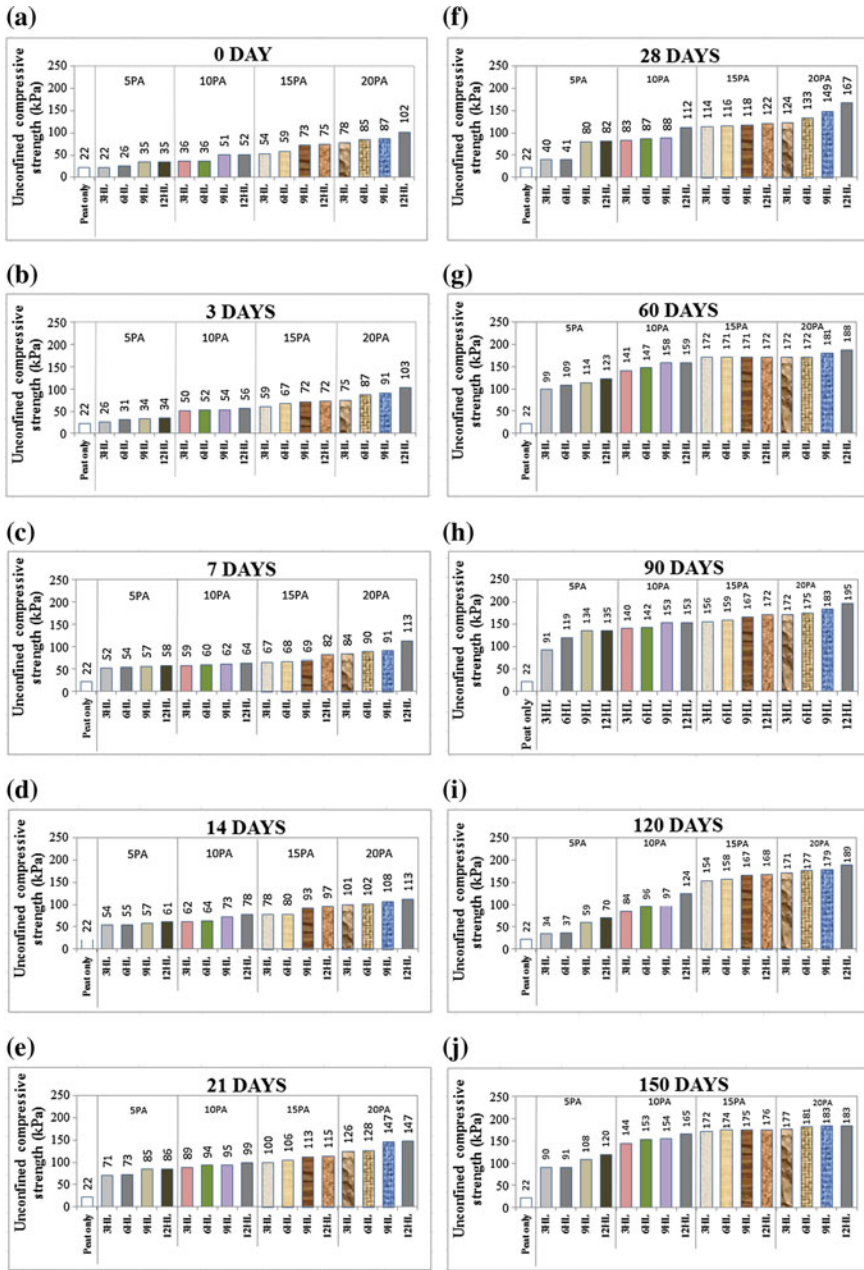 (a)
0 DAY
Unconfined compressive
strength (kPa)
250
200
150
100
50
0
5PA 10PA 15PA 20PA
22 22 26 35 35 36 36 51 52 54 59 73 75 78 85 87 102
Peat only 3HL 6HL 9HL 12HL 3HL 6HL 9HL 12HL 3HL 6HL 9HL 12HL 3HL 6HL 9HL 12HL
(b)
3 DAYS
Unconfined compressive
strength (kPa)
250
200
150
100
50
0
5PA 10PA 15PA 20PA
22 26 31 34 34 50 52 54 56 59 67 72 72 75 87 91 103
Peat only 3HL 6HL 9HL 12HL 3HL 6HL 9HL 12HL 3HL 6HL 9HL 12HL 3HL 6HL 9HL 12HL
(c)
7 DAYS
Unconfined compressive
strength (kPa)
250
200
150
100
50
0
5PA 10PA 15PA 20PA
22 52 54 57 58 59 60 62 64 67 68 69 82 84 90 91 113
Peat only 3HL 6HL 9HL 12HL 3HL 6HL 9HL 12HL 3HL 6HL 9HL 12HL 3HL 6HL 9HL 12HL
(d)
14 DAYS
Unconfined compressive
strength (kPa)
250
200
150
100
50
0
5PA 10PA 15PA 20PA
22 54 55 57 61 62 64 73 78 78 80 93 97 101 102 108 113
Peat only 3HL 6HL 9HL 12HL 3HL 6HL 9HL 12HL 3HL 6HL 9HL 12HL 3HL 6HL 9HL 12HL
(e)
21 DAYS
Unconfined compressive
strength (kPa)
250
200
150
100
50
0
5PA 10PA 15PA 20PA
22 71 73 85 86 89 94 95 99 100 106 113 115 126 128 147 147
Peat only 3HL 6HL 9HL 12HL 3HL 6HL 9HL 12HL 3HL 6HL 9HL 12HL 3HL 6HL 9HL 12HL
(f)
28 DAYS
Unconfined compressive
strength (kPa)
250
200
150
100
50
0
5PA 10PA 15PA 20PA
22 40 41 80 82 83 87 88 112 114 116 118 122 124 133 149 167
Peat only 3HL 6HL 9HL 12HL 3HL 6HL 9HL 12HL 3HL 6HL 9HL 12HL 3HL 6HL 9HL 12HL
(g)
60 DAYS
Unconfined compressive
strength (kPa)
250
200
150
100
50
0
5PA 10PA 15PA 20PA
22 99 109 114 123 141 147 158 159 172 171 171 172 172 172 181 188
Peat only 3HL 6HL 9HL 12HL 3HL 6HL 9HL 12HL 3HL 6HL 9HL 12HL 3HL 6HL 9HL 12HL
(h)
90 DAYS
Unconfined compressive
strength (kPa)
250
200
150
100
50
0
5PA 10PA 15PA 20PA
22 91 119 134 135 140 142 153 153 156 159 167 172 172 175 183 195
Peat only 3HL 6HL 9HL 12HL 3HL 6HL 9HL 12HL 3HL 6HL 9HL 12HL 3HL 6HL 9HL 12HL
(i)
120 DAYS
Unconfined compressive
strength (kPa)
250
200
150
100
50
0
5PA 10PA 15PA 20PA
22 34 37 59 70 84 96 97 124 154 158 167 168 171 177 179 189
Peat only 3HL 6HL 9HL 12HL 3HL 6HL 9HL 12HL 3HL 6HL 9HL 12HL 3HL 6HL 9HL 12HL
(j)
150 DAYS
Unconfined compressive
strength (kPa)
250
200
150
100
50
0
5PA 10PA 15PA 20PA
22 90 91 108 120 144 153 154 165 172 174 175 176 177 181 183 183
Peat only 3HL 6HL 9HL 12HL 3HL 6HL 9HL 12HL 3HL 6HL 9HL 12HL 3HL 6HL 9HL 12HL